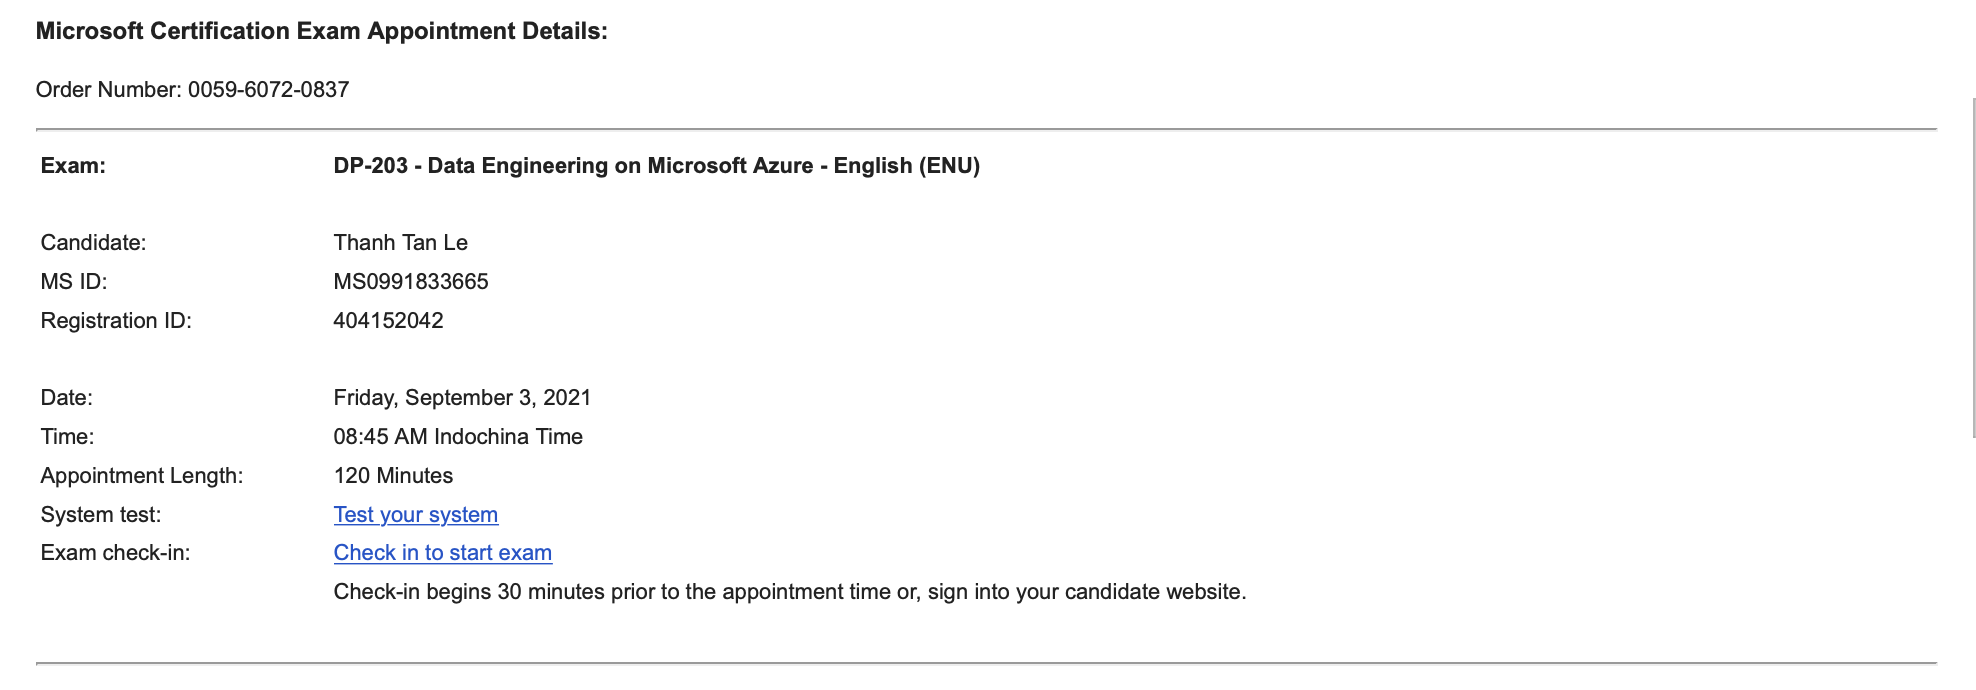 Microsoft Certification Exam Appointment Details:
Order Number: 0059-6072-0837
Exam: DP-203 - Data Engineering on Microsoft Azure - English (ENU)
Candidate: Thanh Tan Le
MS ID: MS0991833665
Registration ID: 404152042
Date: Friday, September 3, 2021
Time: 08:45 AM Indochina Time
Appointment Length: 120 Minutes
System test: Test your system
Exam check-in: Check in to start exam
Check-in begins 30 minutes prior to the appointment time or, sign into your candidate website.